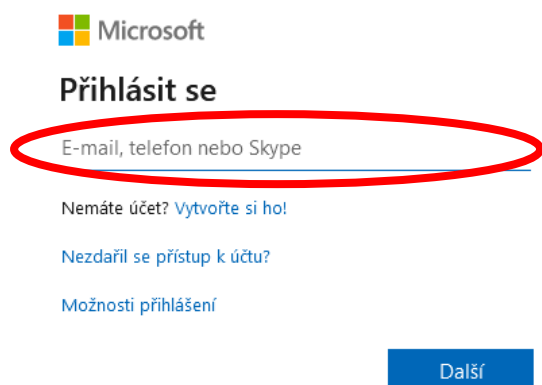 Microsoft
Přihlásit se
E-mail, telefon nebo Skype
Nemáte účet? Vytvořte si ho!
Nezdařil se přístup k účtu?
Možnosti přihlášení
Další